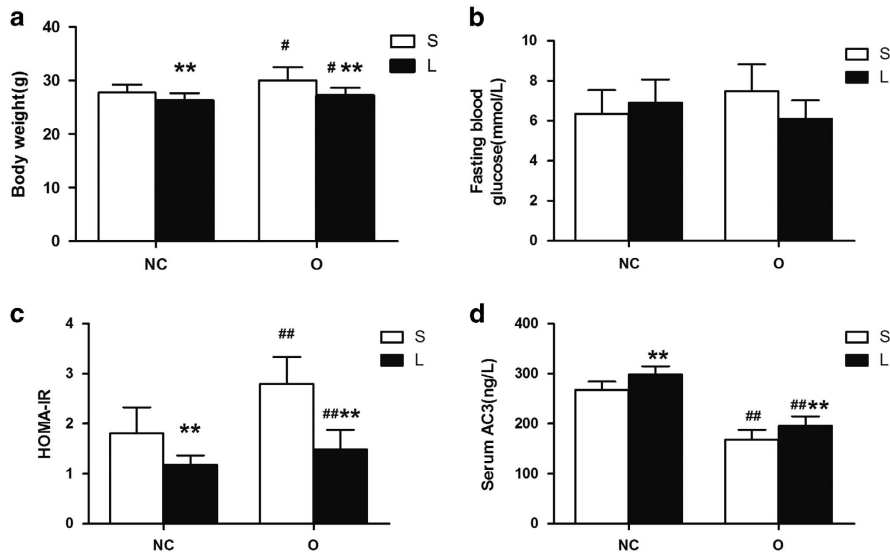 a
Body weight(g)
40
30
20
10
0
**
#
# **
S
L
NC
O
b
Fasting blood
glucose(mmol/L)
10
8
6
4
2
0
S
L
NC
O
c
HOMA-IR
4
3
2
1
0
**
##
##**
S
L
NC
O
d
Serum AC3(ng/L)
400
300
200
100
0
**
##
##**
S
L
NC
O